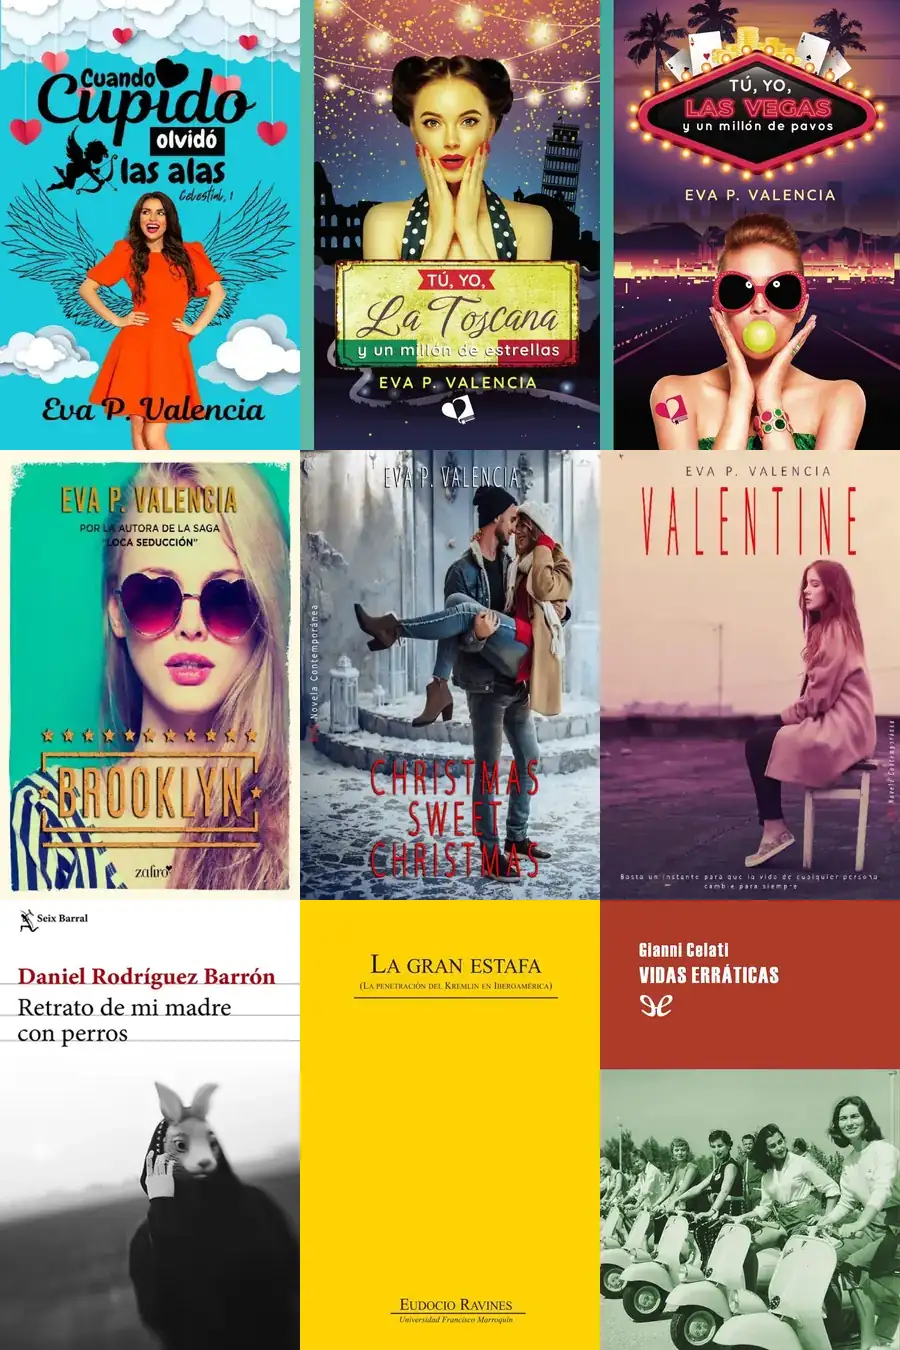 Cuando
Cupido
olvidó
las alas
Celestial, 1
Eva P. Valencia
TÚ, YO,
La Toscana
y un millón de estrellas
EVA P. VALENCIA
TÚ, YO,
LAS VEGAS
y un millón de pavos
EVA P. VALENCIA
EVA P. VALENCIA
POR LA AUTORA DE LA SAGA
"LOCA SEDUCCIÓN"
BROOKLYN
zafiro
EVA P. VALENCIA
Novela Contemporánea
CHRISTMAS
SWEET
CHRISTMAS
EVA P. VALENCIA
VALENTINE
Novela Contemporánea
Basta un instante para que la vida de cualquier persona
cambie para siempre
Seix Barral
Daniel Rodríguez Barrón
Retrato de mi madre
con perros
LA GRAN ESTAFA
(LA PENETRACIÓN DEL KREMLIN EN IBEROAMÉRICA)
EUDOCIO RAVINES
Universidad Francisco Marroquín
Gianni Celati
VIDAS ERRÁTICAS